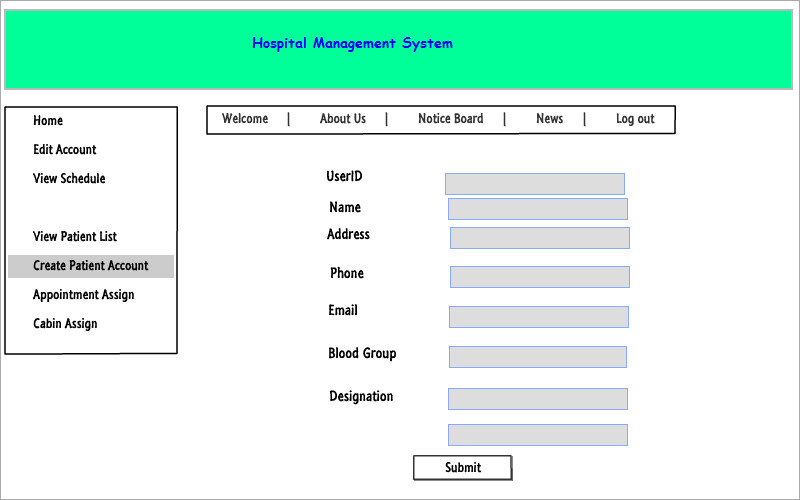 Hospital Management System
Welcome | About Us | Notice Board | News | Log out
Home
Edit Account
View Schedule
View Patient List
Create Patient Account
Appointment Assign
Cabin Assign
UserID
Name
Address
Phone
Email
Blood Group
Designation
Submit